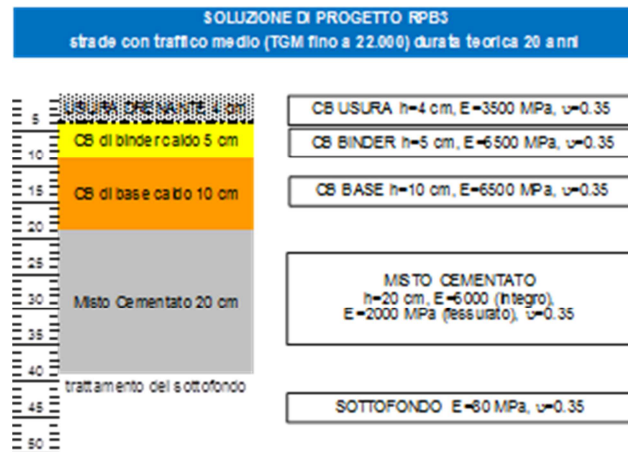 SOLUZIONE DI PROGETTO RPB3
strade con traffico medio (TGM fino a 22.000) durata teorica 20 anni
5
USURA DRENANTE 4 cm
CB USURA h=4 cm, E=3500 MPa, υ=0.35
CB di binder caldo 5 cm
CB BINDER h=5 cm, E=6500 MPa, υ=0.35
10
15
CB di base caldo 10 cm
CB BASE h=10 cm, E=6500 MPa, υ=0.35
20
25
30
Misto Cementato 20 cm
MISTO CEMENTATO
h=20 cm, E=6000 (integro),
E=2000 MPa (fessurato), υ=0.35
35
40
trattamento del sottofondo
45
SOTTOFONDO E=80 MPa, υ=0.35
50